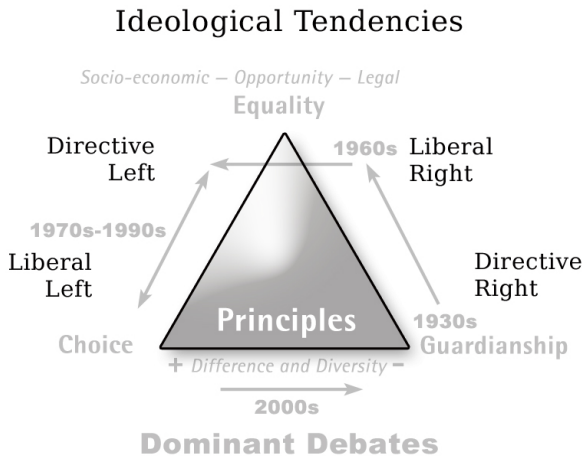 Ideological Tendencies
Socio-economic — Opportunity — Legal
Equality
Directive
Left
1960s
Liberal
Right
1970s-1990s
Liberal
Left
Directive
Right
Principles
1930s
Choice
Guardianship
+ Difference and Diversity −
2000s
Dominant Debates